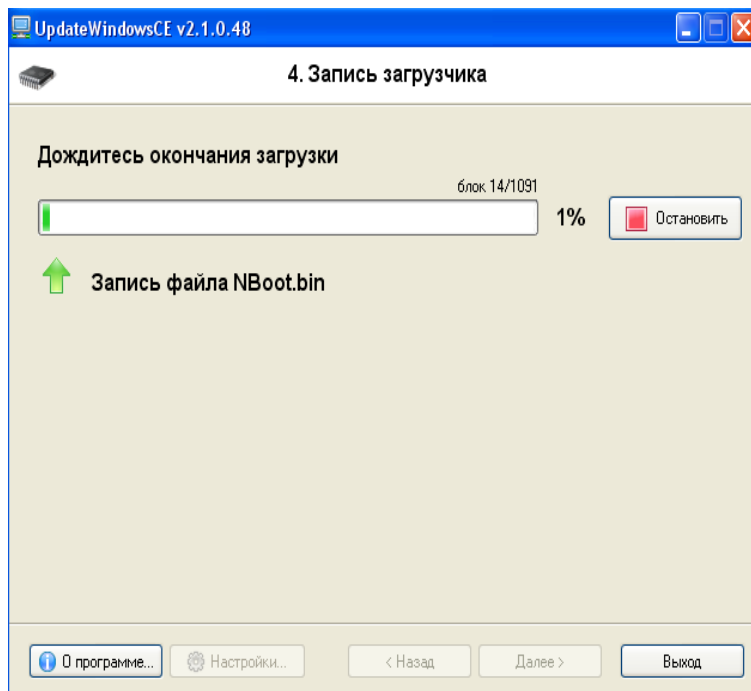 UpdateWindowsCE v2.1.0.48
4. Запись загрузчика
Дождитесь окончания загрузки
блок 14/1091
1%
Остановить
Запись файла NBoot.bin
О программе...
Настройки...
< Назад
Далее >
Выход